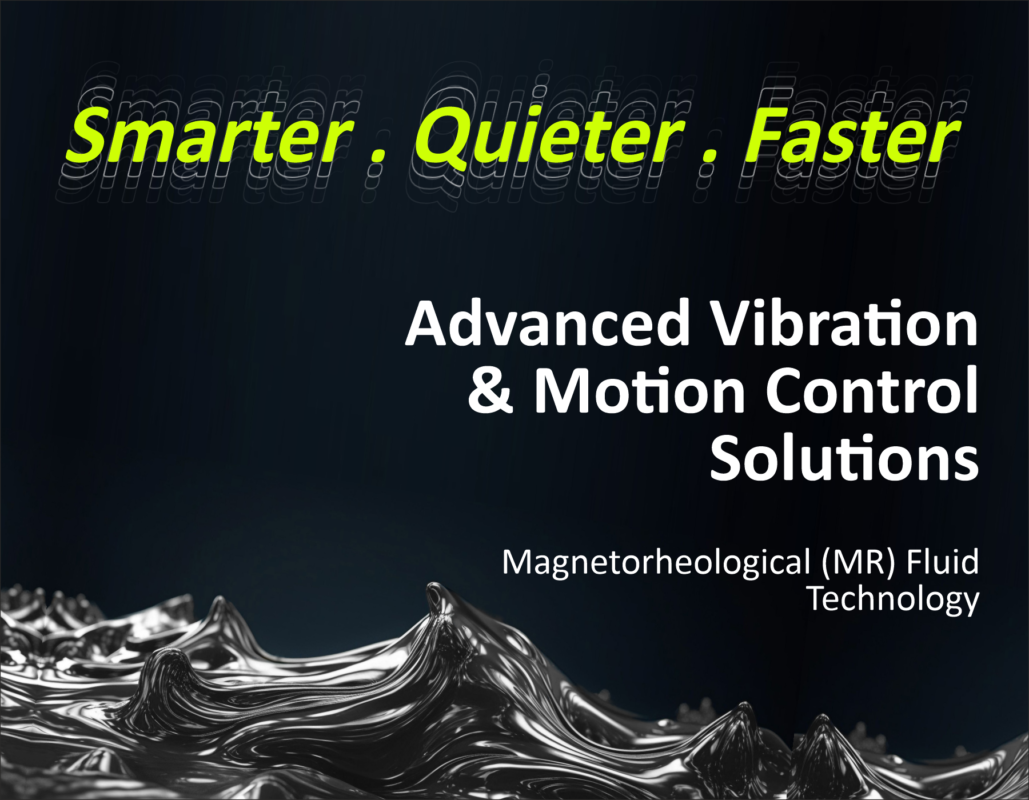 Smarter . Quieter . Faster
Advanced Vibration
& Motion Control
Solutions
Magnetorheological (MR) Fluid
Technology